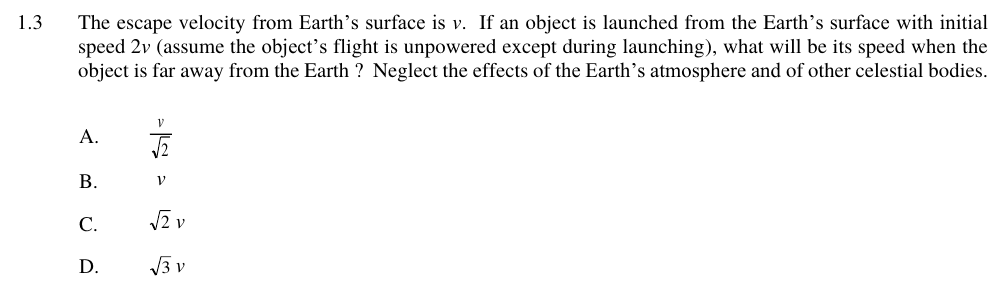 1.3 The escape velocity from Earth's surface is v. If an object is launched from the Earth's surface with initial
speed 2v (assume the object's flight is unpowered except during launching), what will be its speed when the
object is far away from the Earth ? Neglect the effects of the Earth's atmosphere and of other celestial bodies.
A. v/√2
B. v
C. √2 v
D. √3 v